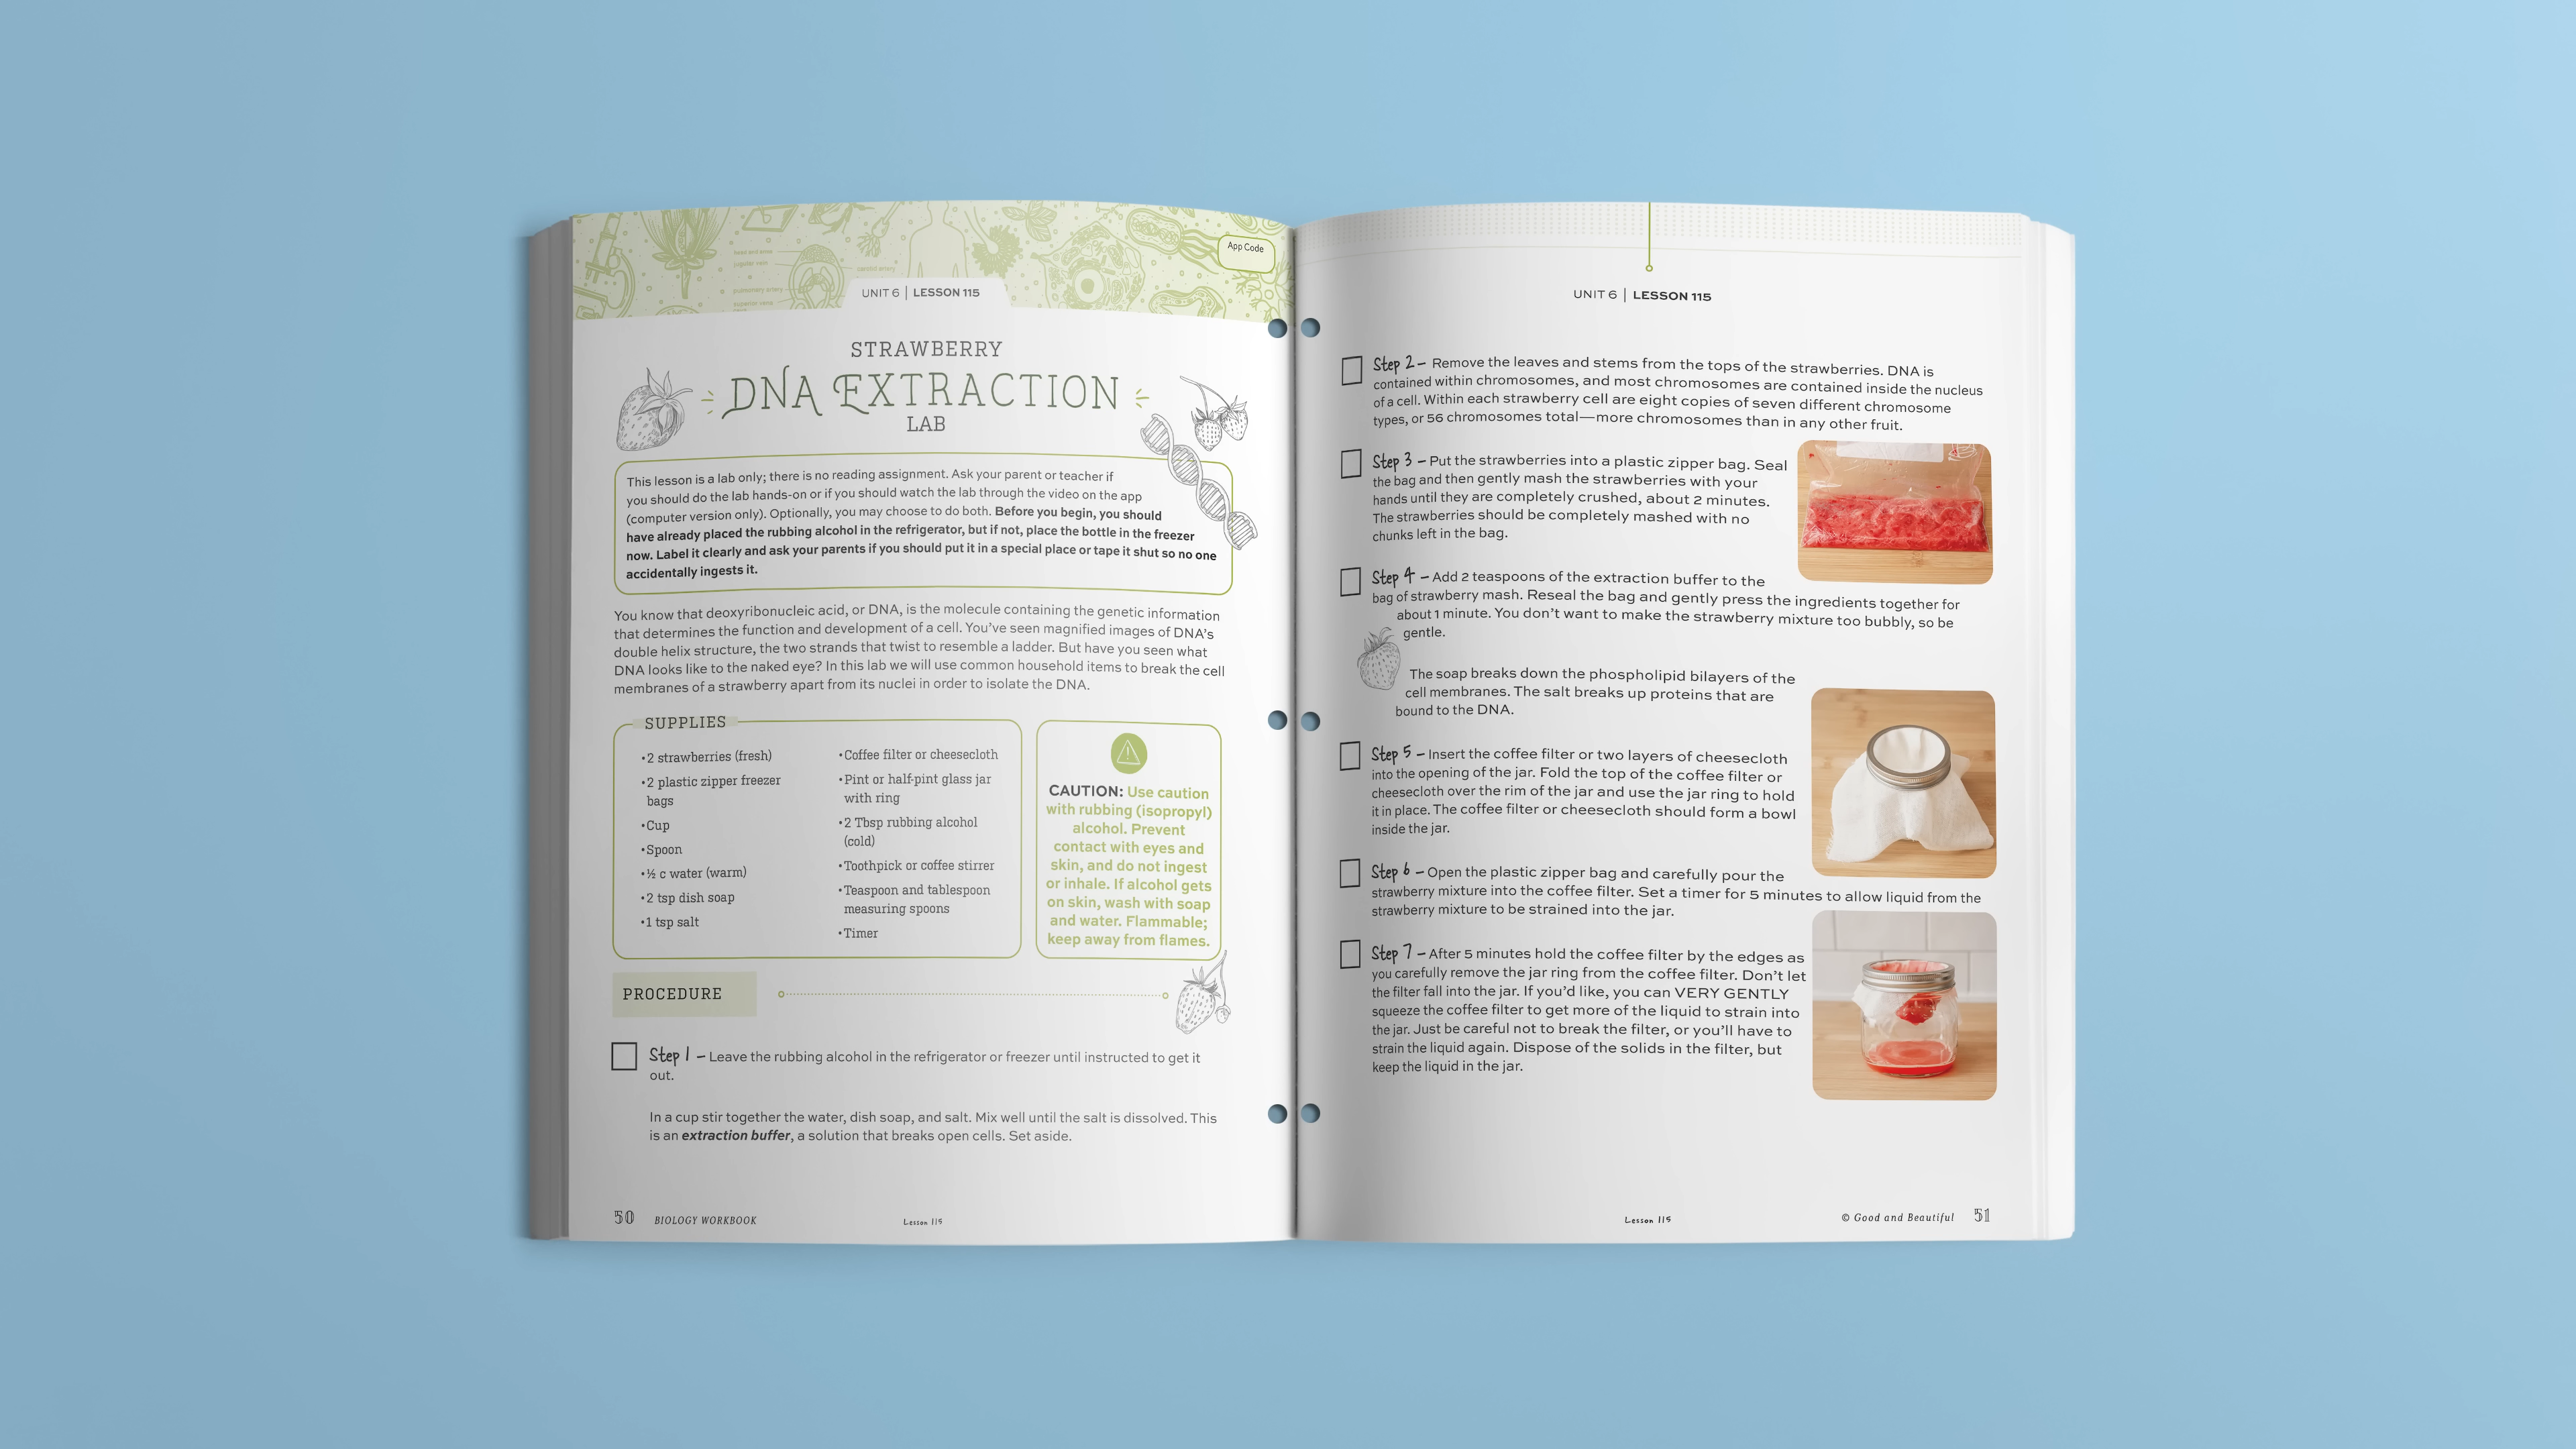 head and arms
jugular vein
carotid artery
pulmonary artery
superior vena
App Code
UNIT 6 | LESSON 115
STRAWBERRY
DNA EXTRACTION
LAB
This lesson is a lab only; there is no reading assignment. Ask your parent or teacher if
you should do the lab hands-on or if you should watch the lab through the video on the app
(computer version only). Optionally, you may choose to do both. Before you begin, you should
have already placed the rubbing alcohol in the refrigerator, but if not, place the bottle in the freezer
now. Label it clearly and ask your parents if you should put it in a special place or tape it shut so no one
accidentally ingests it.
You know that deoxyribonucleic acid, or DNA, is the molecule containing the genetic information
that determines the function and development of a cell. You've seen magnified images of DNA's
double helix structure, the two strands that twist to resemble a ladder. But have you seen what
DNA looks like to the naked eye? In this lab we will use common household items to break the cell
membranes of a strawberry apart from its nuclei in order to isolate the DNA.
SUPPLIES
•2 strawberries (fresh)
•2 plastic zipper freezer
bags
•Cup
•Spoon
•½ c water (warm)
•2 tsp dish soap
•1 tsp salt
•Coffee filter or cheesecloth
•Pint or half-pint glass jar
with ring
•2 Tbsp rubbing alcohol
(cold)
•Toothpick or coffee stirrer
•Teaspoon and tablespoon
measuring spoons
•Timer
CAUTION: Use caution
with rubbing (isopropyl)
alcohol. Prevent
contact with eyes and
skin, and do not ingest
or inhale. If alcohol gets
on skin, wash with soap
and water. Flammable;
keep away from flames.
PROCEDURE
Step 1 – Leave the rubbing alcohol in the refrigerator or freezer until instructed to get it
out.
In a cup stir together the water, dish soap, and salt. Mix well until the salt is dissolved. This
is an extraction buffer, a solution that breaks open cells. Set aside.
50 BIOLOGY WORKBOOK Lesson 115
UNIT 6 | LESSON 115
Step 2 – Remove the leaves and stems from the tops of the strawberries. DNA is
contained within chromosomes, and most chromosomes are contained inside the nucleus
of a cell. Within each strawberry cell are eight copies of seven different chromosome
types, or 56 chromosomes total—more chromosomes than in any other fruit.
Step 3 – Put the strawberries into a plastic zipper bag. Seal
the bag and then gently mash the strawberries with your
hands until they are completely crushed, about 2 minutes.
The strawberries should be completely mashed with no
chunks left in the bag.
Step 4 – Add 2 teaspoons of the extraction buffer to the
bag of strawberry mash. Reseal the bag and gently press the ingredients together for
about 1 minute. You don't want to make the strawberry mixture too bubbly, so be
gentle.
The soap breaks down the phospholipid bilayers of the
cell membranes. The salt breaks up proteins that are
bound to the DNA.
Step 5 – Insert the coffee filter or two layers of cheesecloth
into the opening of the jar. Fold the top of the coffee filter or
cheesecloth over the rim of the jar and use the jar ring to hold
it in place. The coffee filter or cheesecloth should form a bowl
inside the jar.
Step 6 – Open the plastic zipper bag and carefully pour the
strawberry mixture into the coffee filter. Set a timer for 5 minutes to allow liquid from the
strawberry mixture to be strained into the jar.
Step 7 – After 5 minutes hold the coffee filter by the edges as
you carefully remove the jar ring from the coffee filter. Don't let
the filter fall into the jar. If you'd like, you can VERY GENTLY
squeeze the coffee filter to get more of the liquid to strain into
the jar. Just be careful not to break the filter, or you'll have to
strain the liquid again. Dispose of the solids in the filter, but
keep the liquid in the jar.
Lesson 115 © Good and Beautiful 51